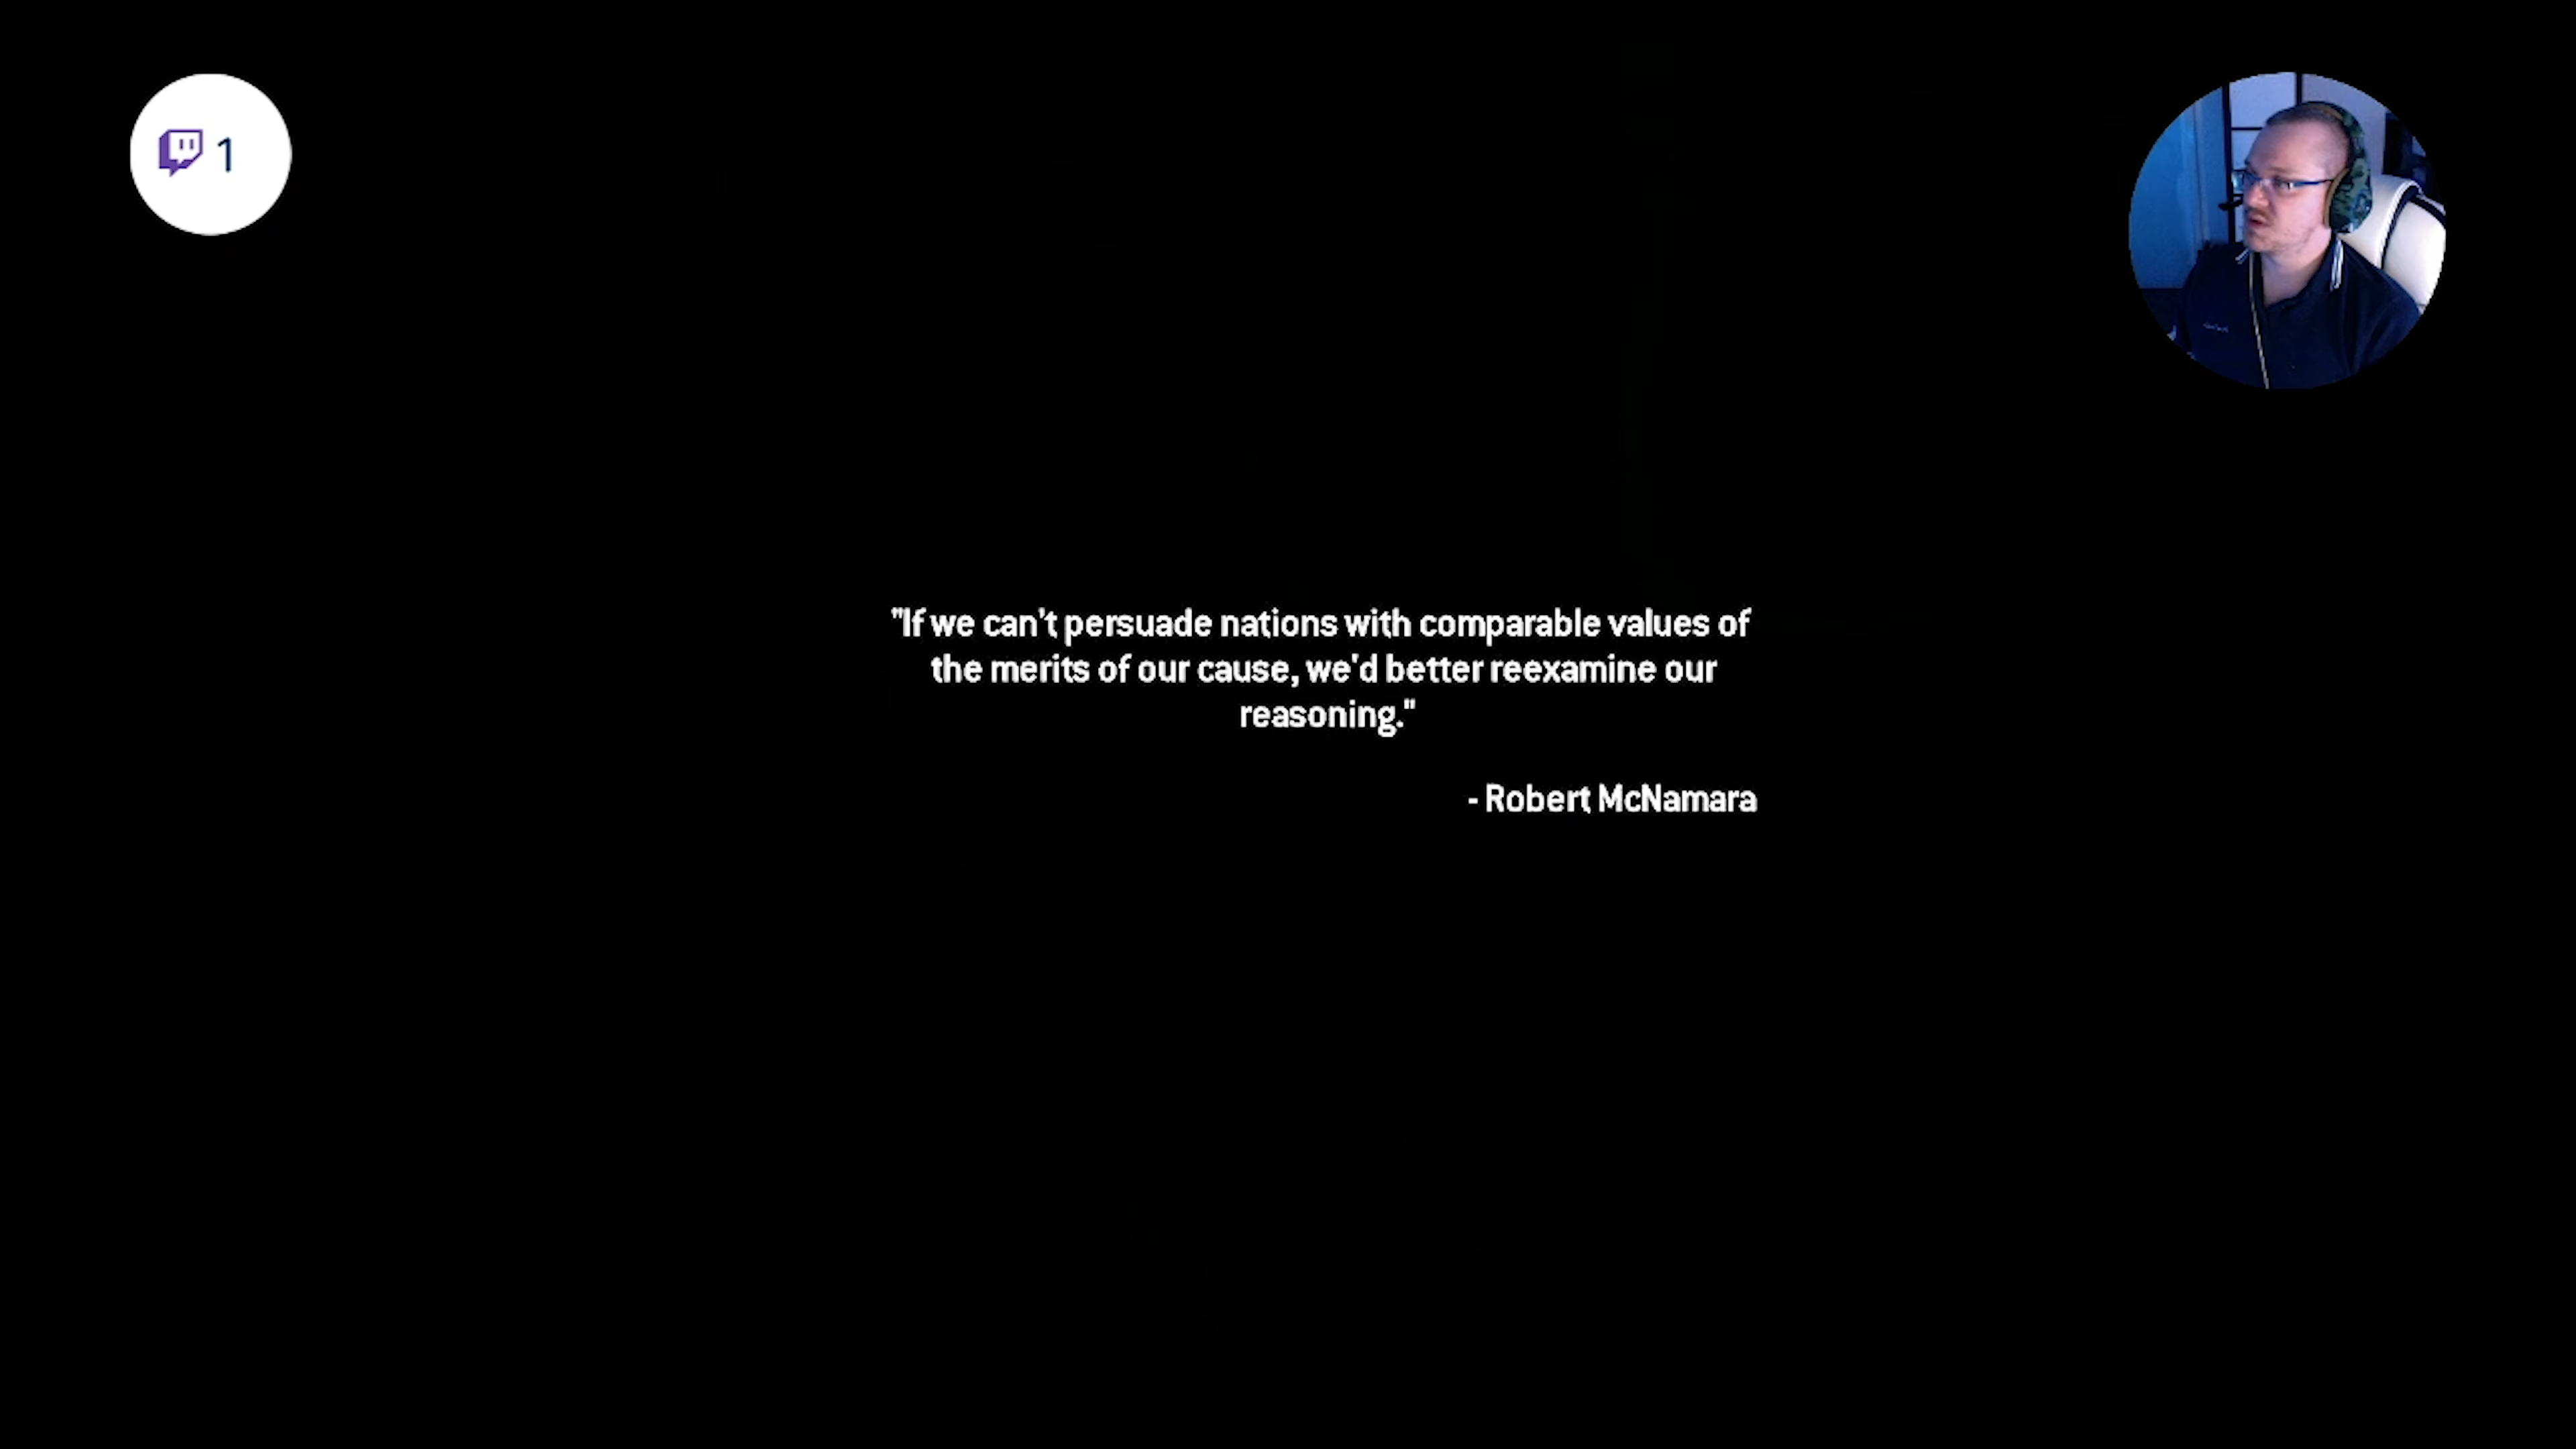 1
"If we can't persuade nations with comparable values of
the merits of our cause, we'd better reexamine our
reasoning."
- Robert McNamara